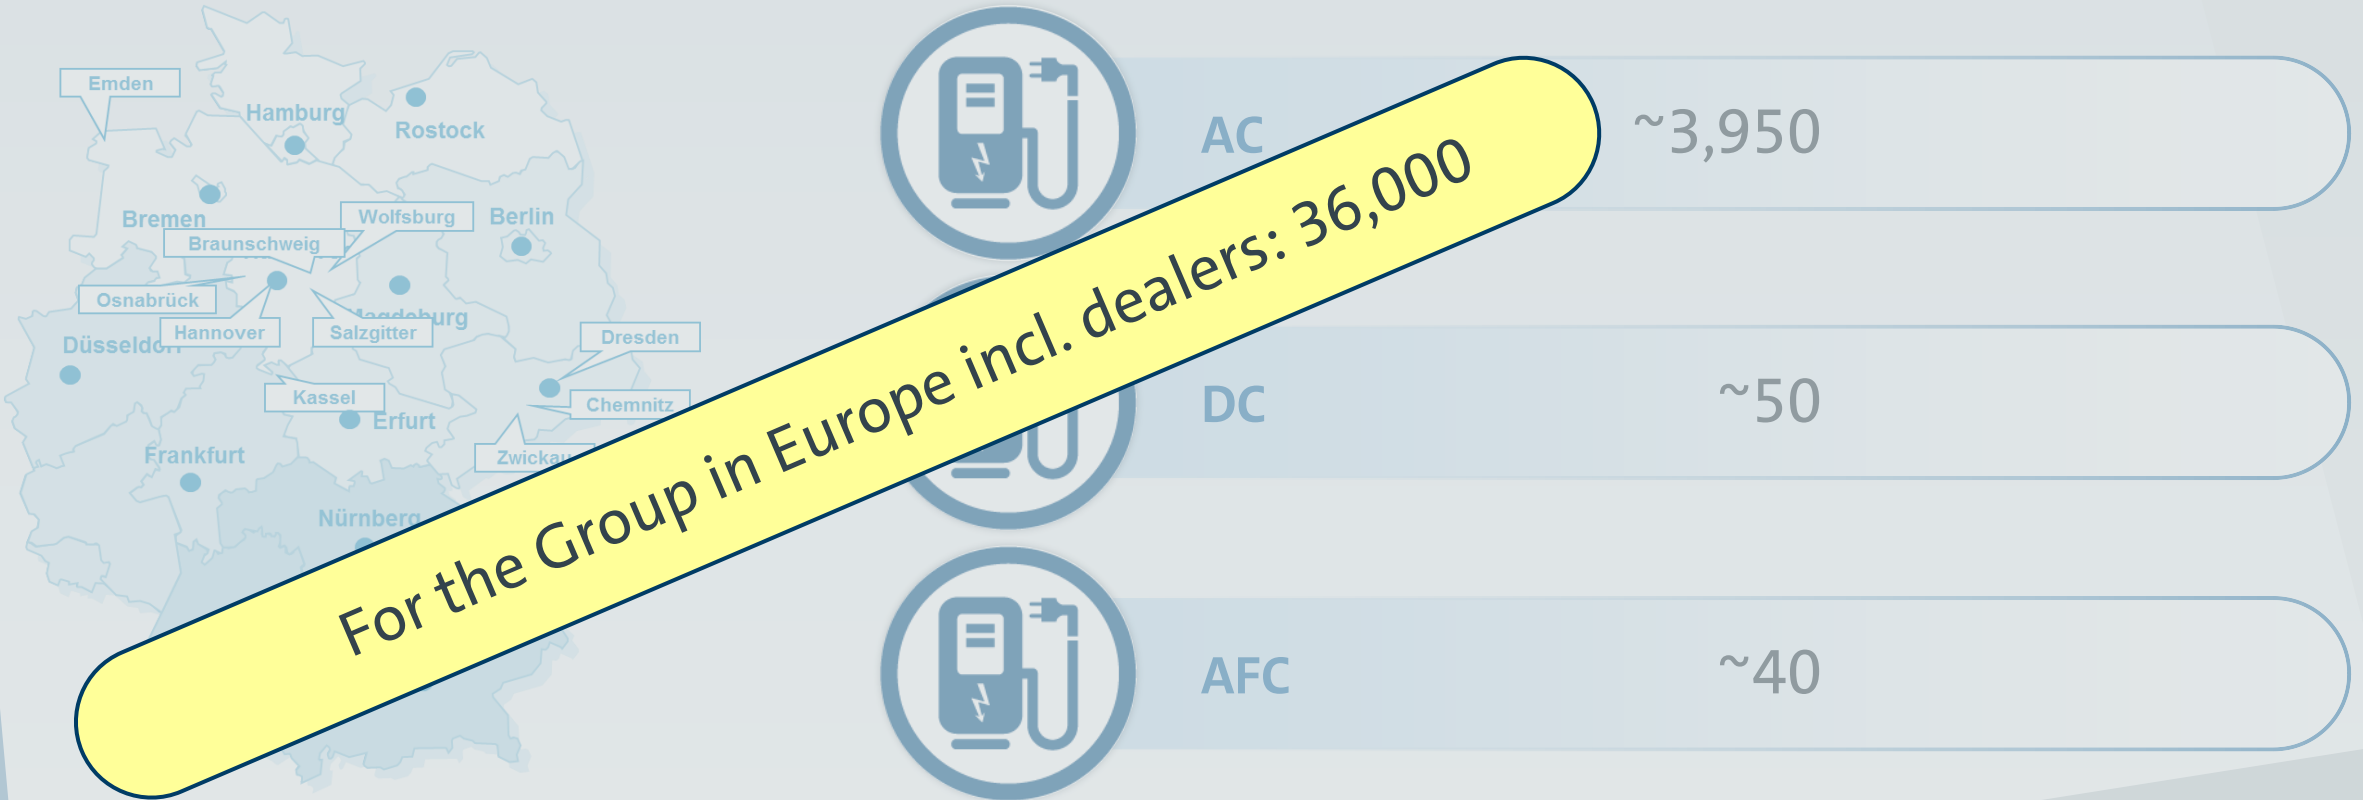 Emden
Hamburg
Rostock
Bremen
Wolfsburg
Berlin
Braunschweig
Osnabrück
Hannover
Salzgitter
Düsseldorf
Dresden
Kassel
Chemnitz
Erfurt
Frankfurt
Zwickau
Nürnberg
AC ~3,950
DC ~50
AFC ~40
For the Group in Europe incl. dealers: 36,000